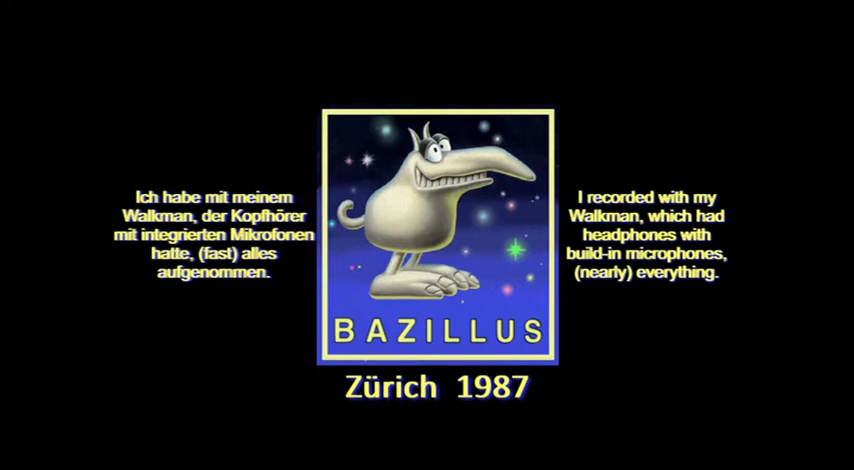 Ich habe mit meinem
Walkman, der Kopfhörer
mit integrierten Mikrofonen
hatte, (fast) alles
aufgenommen.
BAZILLUS
Zürich 1987
I recorded with my
Walkman, which had
headphones with
build-in microphones,
(nearly) everything.